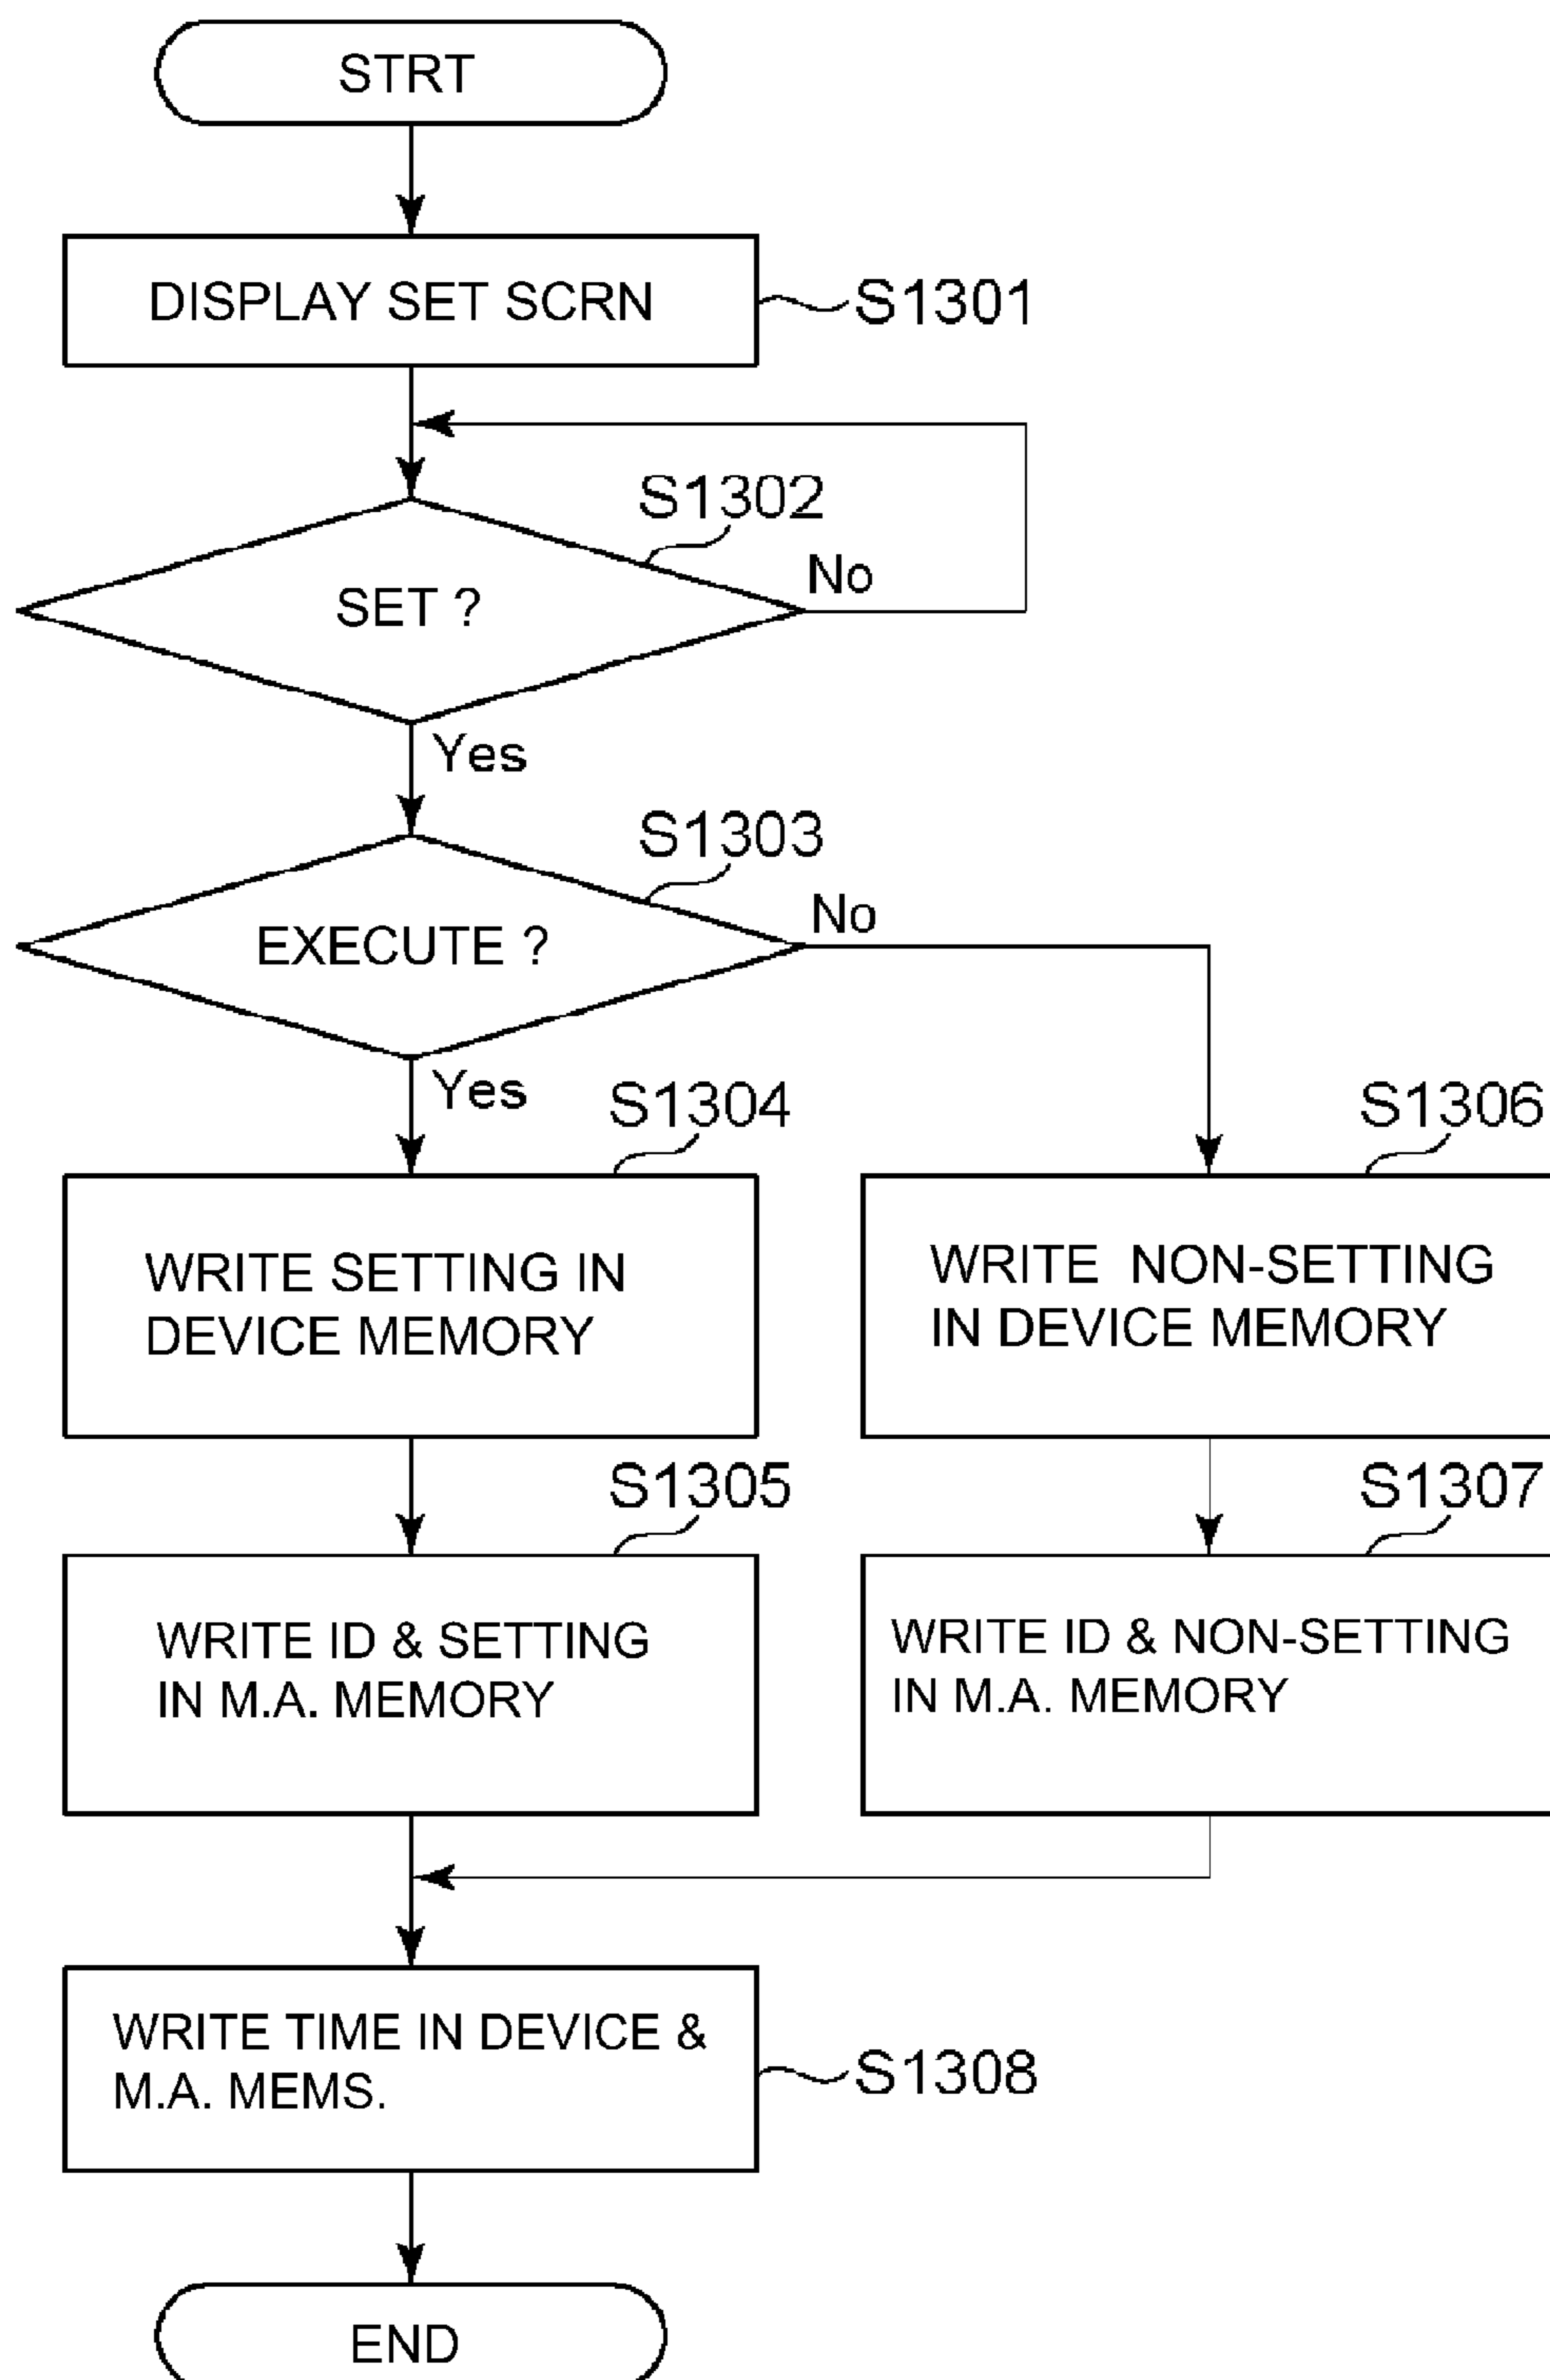 STRT
DISPLAY SET SCRN
S1301
S1302
SET ?
No
Yes
S1303
EXECUTE ?
No
Yes
S1304
WRITE SETTING IN
DEVICE MEMORY
S1306
WRITE NON-SETTING
IN DEVICE MEMORY
S1305
WRITE ID & SETTING
IN M.A. MEMORY
S1307
WRITE ID & NON-SETTING
IN M.A. MEMORY
WRITE TIME IN DEVICE &
M.A. MEMS.
S1308
END